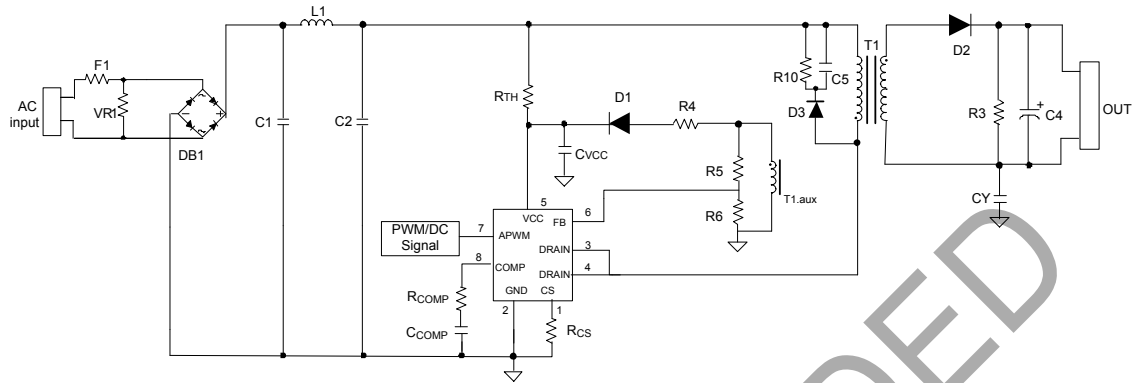 L1
F1
AC
input
VR1
DB1
C1
C2
RTH
CVCC
D1
R4
R5
R6
T1.aux
R10
C5
D3
T1
D2
R3
+
C4
OUT
CY
PWM/DC
Signal
7
8
5
6
3
4
2
1
VCC
FB
APWM
DRAIN
COMP
DRAIN
GND
CS
RCOMP
CCOMP
RCS